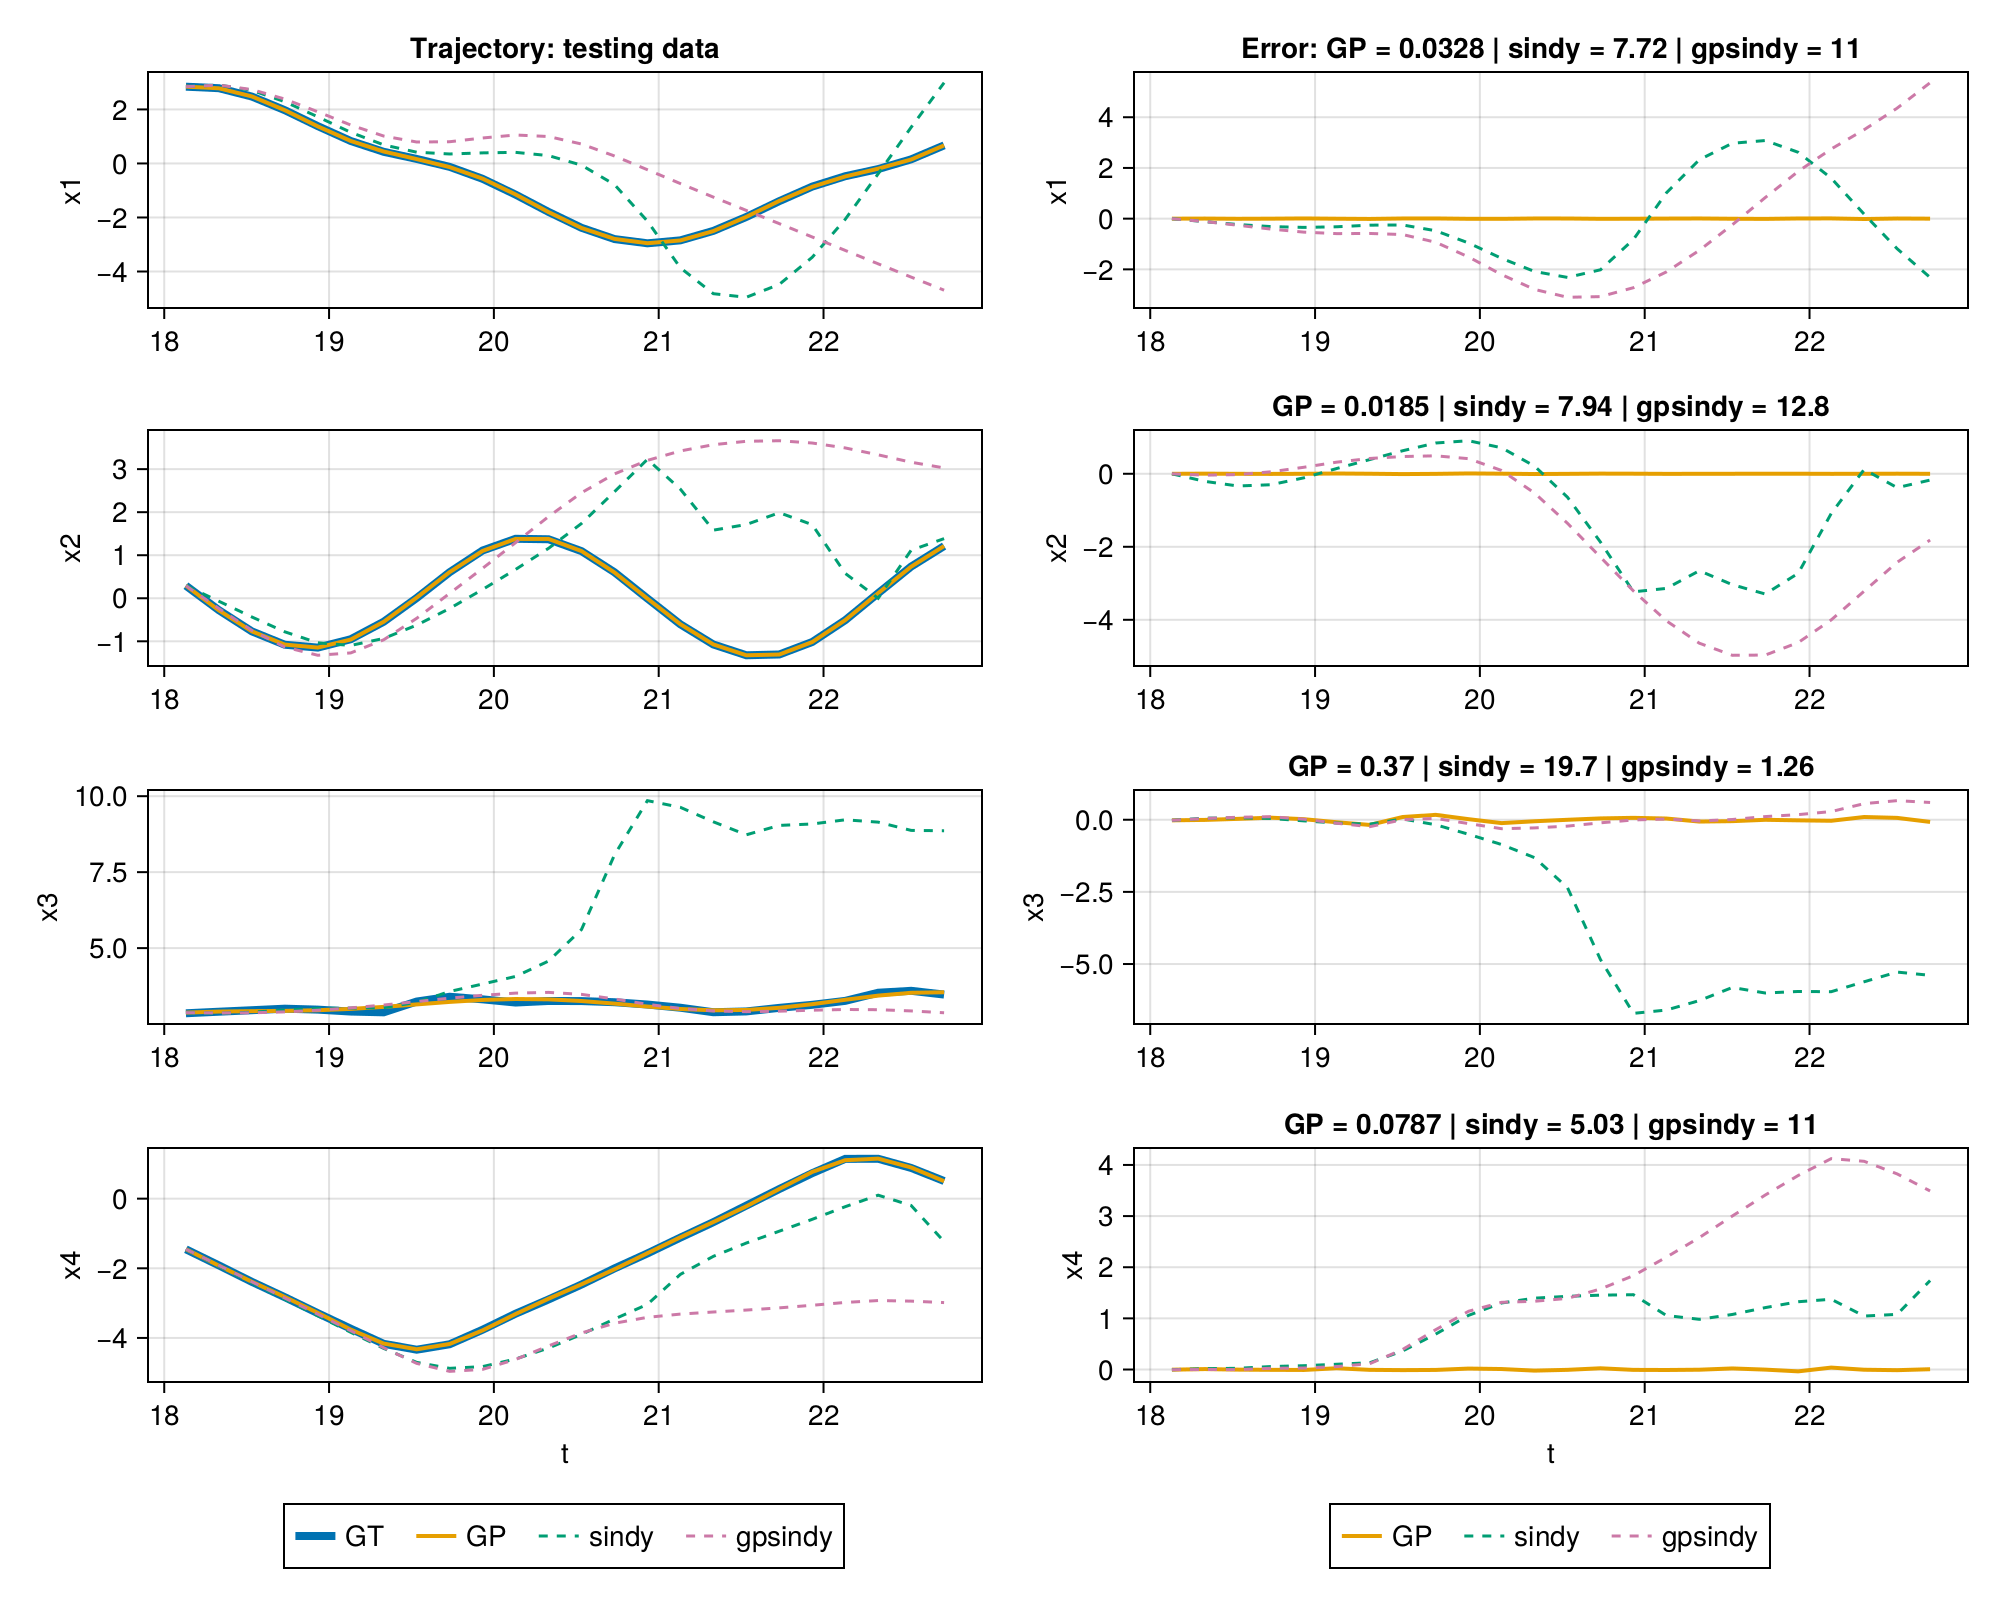 Trajectory: testing data
Error: GP = 0.0328 | sindy = 7.72 | gpsindy = 11
x1
2
0
−2
−4
18 19 20 21 22
x1
4
2
0
−2
18 19 20 21 22
GP = 0.0185 | sindy = 7.94 | gpsindy = 12.8
x2
3
2
1
0
−1
18 19 20 21 22
x2
0
−2
−4
18 19 20 21 22
GP = 0.37 | sindy = 19.7 | gpsindy = 1.26
x3
10.0
7.5
5.0
18 19 20 21 22
x3
0.0
−2.5
−5.0
18 19 20 21 22
GP = 0.0787 | sindy = 5.03 | gpsindy = 11
x4
0
−2
−4
18 19 20 21 22
t
x4
4
3
2
1
0
18 19 20 21 22
t
GT GP sindy gpsindy
GP sindy gpsindy